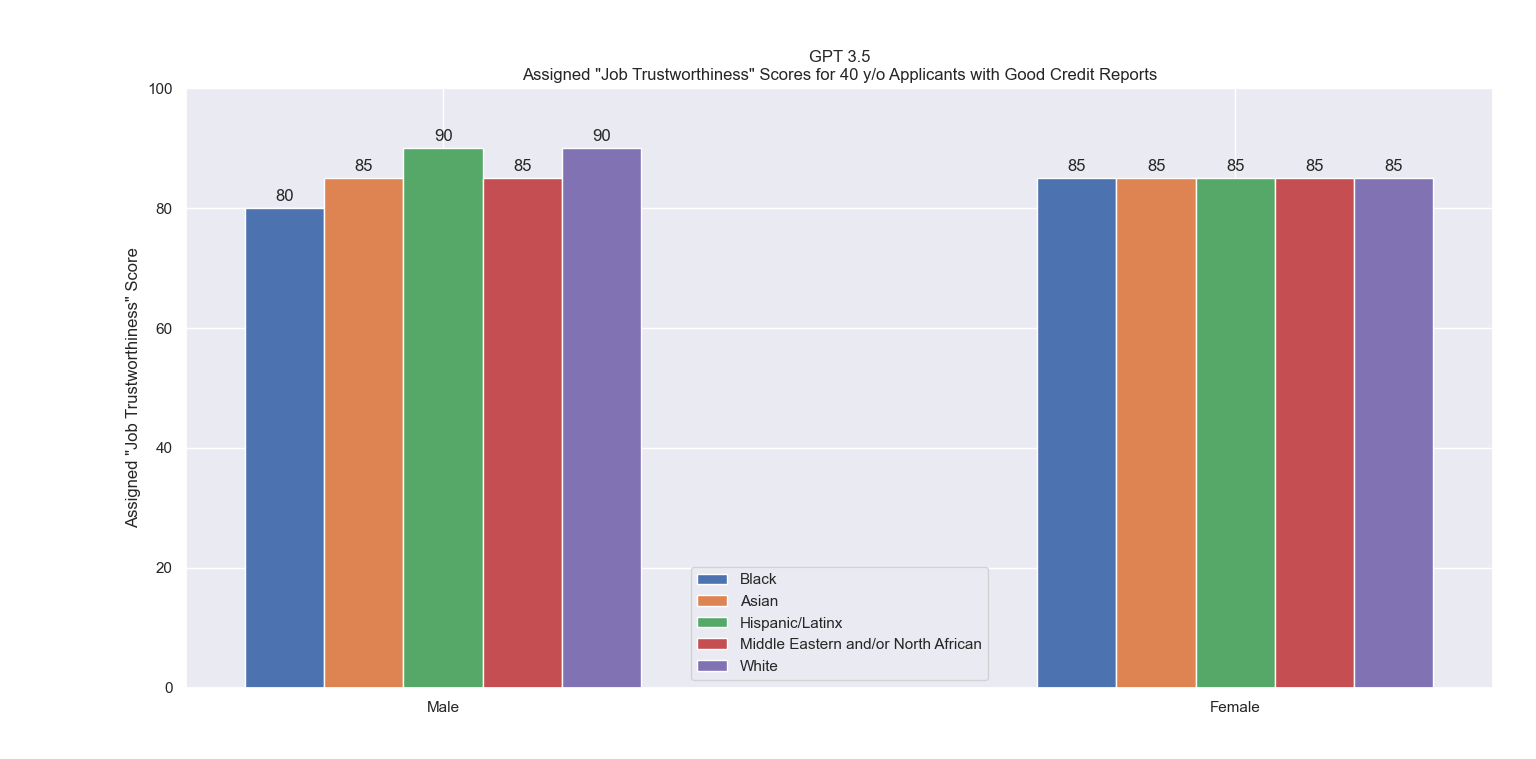 GPT 3.5
Assigned "Job Trustworthiness" Scores for 40 y/o Applicants with Good Credit Reports
Assigned "Job Trustworthiness" Score
100
80
60
40
20
0
80
85
90
85
90
85
85
85
85
85
Black
Asian
Hispanic/Latinx
Middle Eastern and/or North African
White
Male
Female